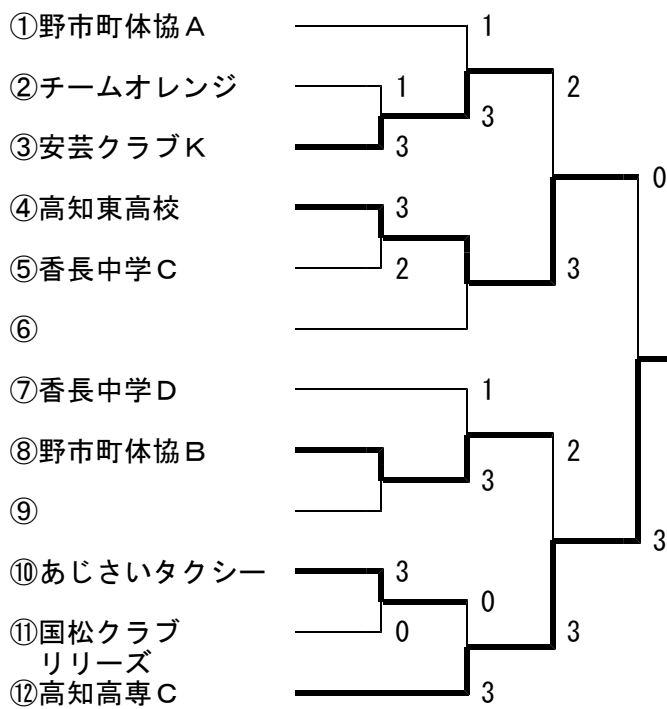 ①野市町体協A
1
②チームオレンジ
1
2
3
③安芸クラブK
3
0
④高知東高校
3
⑤香長中学C
2
3
⑥
⑦香長中学D
1
⑧野市町体協B
2
3
⑨
3
⑩あじさいタクシー
3
0
⑪国松クラブ
0
3
リリーズ
⑫高知高専C
3